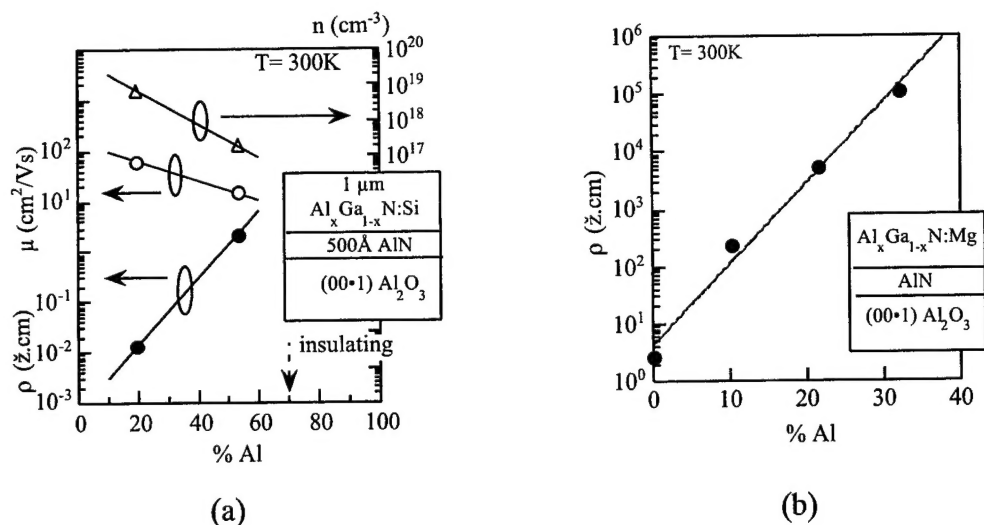 n (cm⁻³)
10²⁰
T= 300K
10¹⁹
10¹⁸
10²
10¹⁷
µ (cm²/Vs)
1 µm
AlₓGa₁₋ₓN:Si
500Å AlN
(00•1) Al₂O₃
10⁻¹
10⁻²
insulating
ρ (ž.cm)
10⁻³
0 20 40 60 80 100
% Al
(a)
10⁶
T= 300K
10⁵
10⁴
ρ (ž.cm)
10³
AlₓGa₁₋ₓN:Mg
10²
AlN
10¹
(00•1) Al₂O₃
10⁰
0 10 20 30 40
% Al
(b)